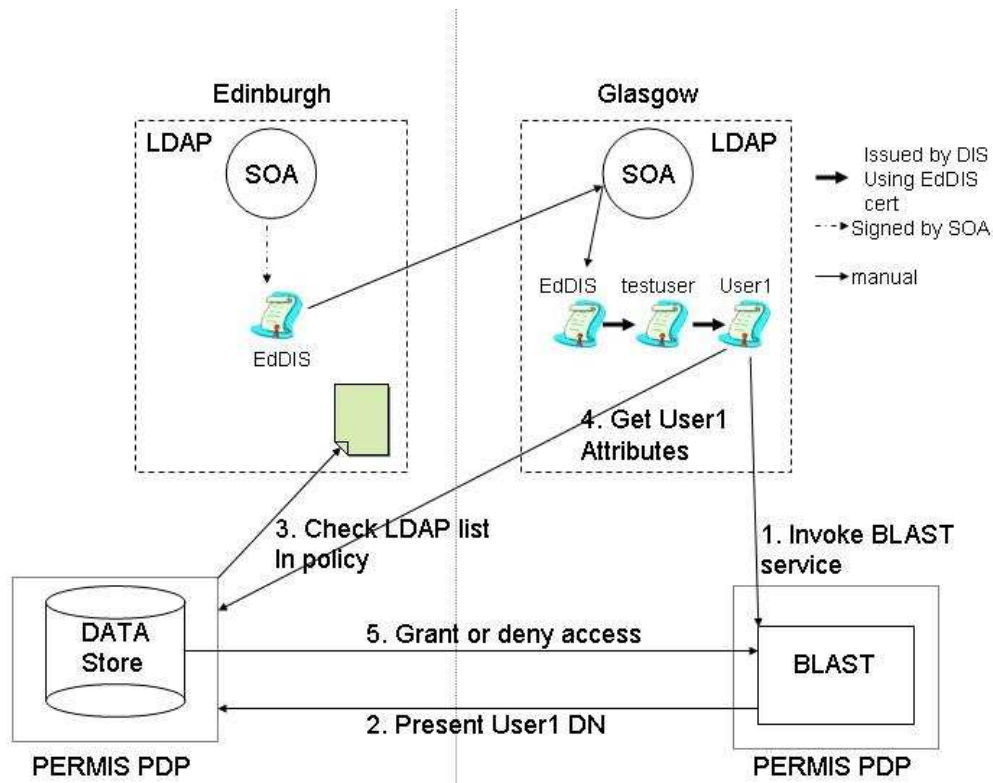 Edinburgh
Glasgow
LDAP
SOA
EdDIS
LDAP
SOA
EdDIS
testuser
User1
Issued by DIS
Using EdDIS
cert
Signed by SOA
manual
4. Get User1
Attributes
3. Check LDAP list
In policy
1. Invoke BLAST
service
DATA
Store
5. Grant or deny access
BLAST
2. Present User1 DN
PERMIS PDP
PERMIS PDP